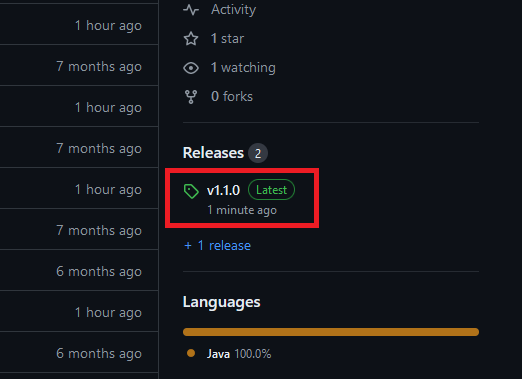 1 hour ago
7 months ago
1 hour ago
7 months ago
1 hour ago
7 months ago
6 months ago
1 hour ago
6 months ago
Activity
1 star
1 watching
0 forks
Releases 2
v1.1.0 Latest
1 minute ago
+ 1 release
Languages
Java 100.0%